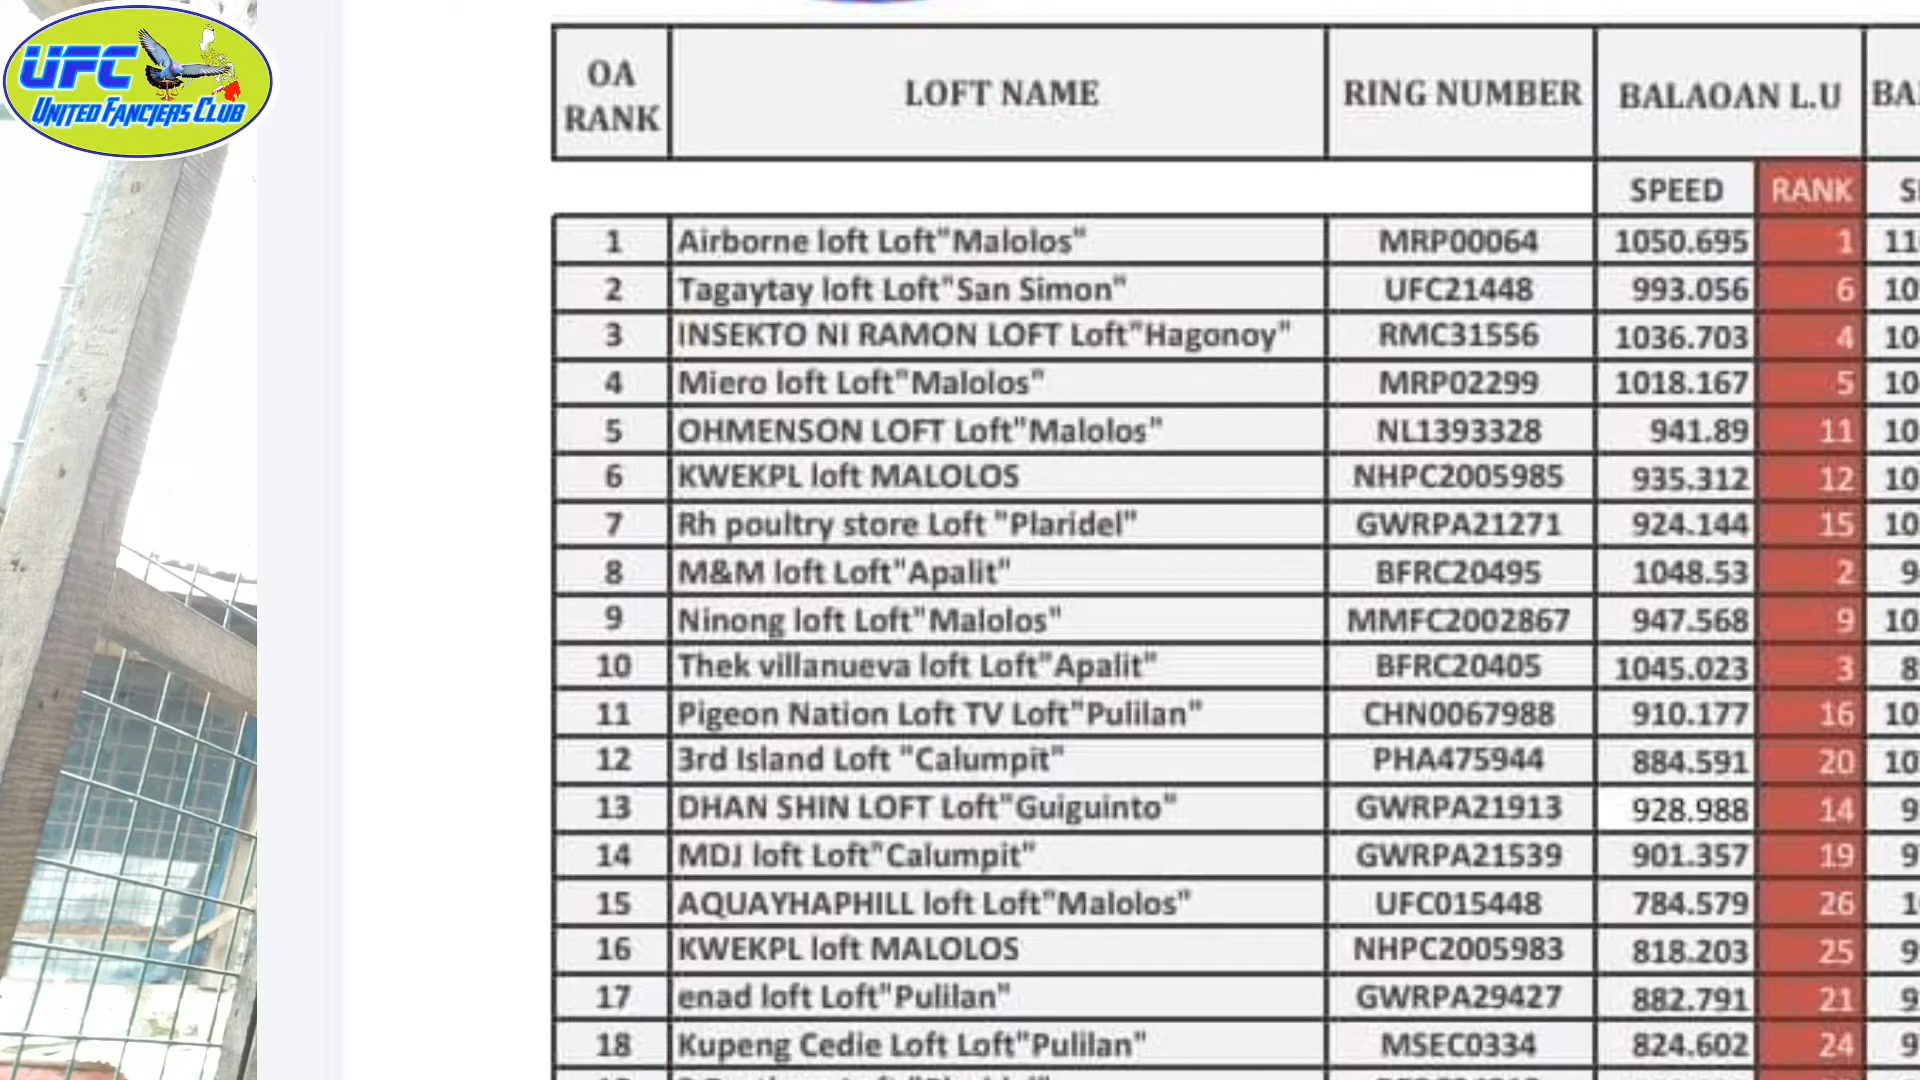 UFC
UNITED FANCIERS CLUB
OA RANK LOFT NAME RING NUMBER BALAOAN L.U
SPEED RANK
1 Airborne loft Loft"Malolos" MRP00064 1050.695 1
2 Tagaytay loft Loft"San Simon" UFC21448 993.056 6
3 INSEKTO NI RAMON LOFT Loft"Hagonoy" RMC31556 1036.703 4
4 Miero loft Loft"Malolos" MRP02299 1018.167 5
5 OHMENSON LOFT Loft"Malolos" NL1393328 941.89 11
6 KWEKPL loft MALOLOS NHPC2005985 935.312 12
7 Rh poultry store Loft "Plaridel" GWRPA21271 924.144 15
8 M&M loft Loft"Apalit" BFRC20495 1048.53 2
9 Ninong loft Loft"Malolos" MMFC2002867 947.568 9
10 Thek villanueva loft Loft"Apalit" BFRC20405 1045.023 3
11 Pigeon Nation Loft TV Loft"Pulilan" CHN0067988 910.177 16
12 3rd Island Loft "Calumpit" PHA475944 884.591 20
13 DHAN SHIN LOFT Loft"Guiguinto" GWRPA21913 928.988 14
14 MDJ loft Loft"Calumpit" GWRPA21539 901.357 19
15 AQUAYHAPHILL loft Loft"Malolos" UFC015448 784.579 26
16 KWEKPL loft MALOLOS NHPC2005983 818.203 25
17 enad loft Loft"Pulilan" GWRPA29427 882.791 21
18 Kupeng Cedie Loft Loft"Pulilan" MSEC0334 824.602 24